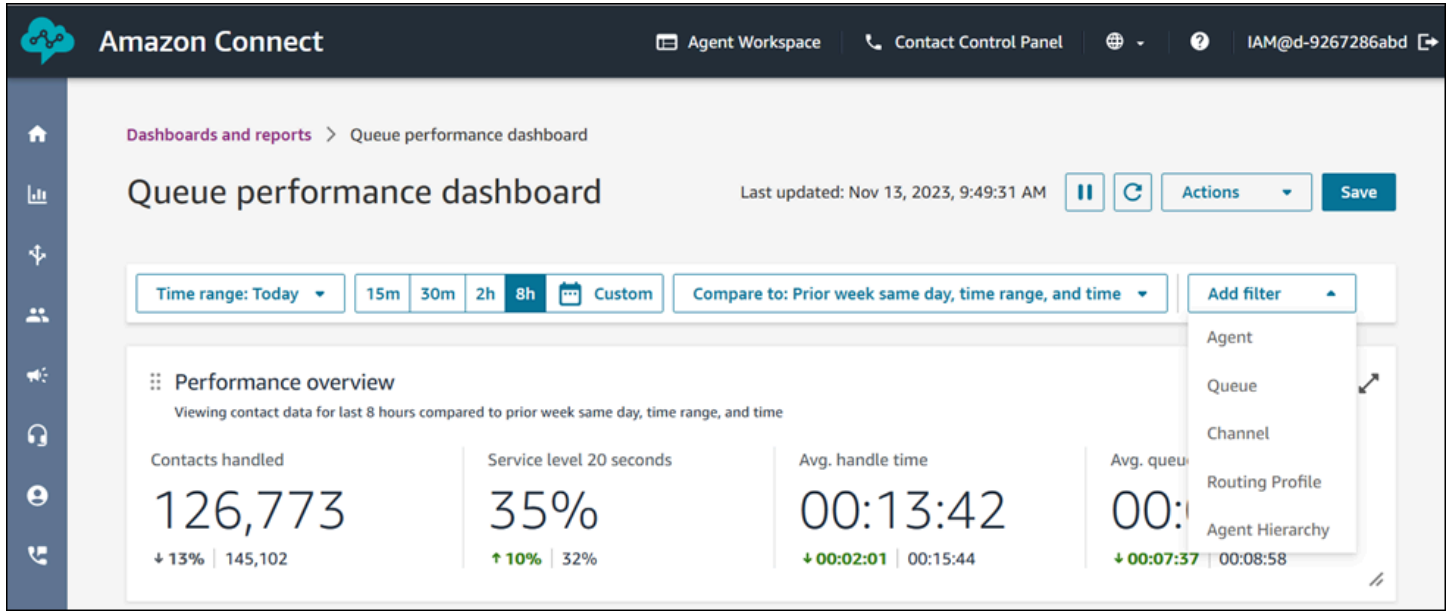 Amazon Connect
Agent Workspace
Contact Control Panel
IAM@d-9267286abd
Dashboards and reports > Queue performance dashboard
Queue performance dashboard
Last updated: Nov 13, 2023, 9:49:31 AM
Actions
Save
Time range: Today
15m 30m 2h 8h Custom
Compare to: Prior week same day, time range, and time
Add filter
Agent
Queue
Channel
Routing Profile
Agent Hierarchy
Performance overview
Viewing contact data for last 8 hours compared to prior week same day, time range, and time
Contacts handled
126,773
↓ 13% | 145,102
Service level 20 seconds
35%
↑ 10% | 32%
Avg. handle time
00:13:42
↓ 00:02:01 | 00:15:44
Avg.
00:
↓ 00:07:37 | 00:08:58